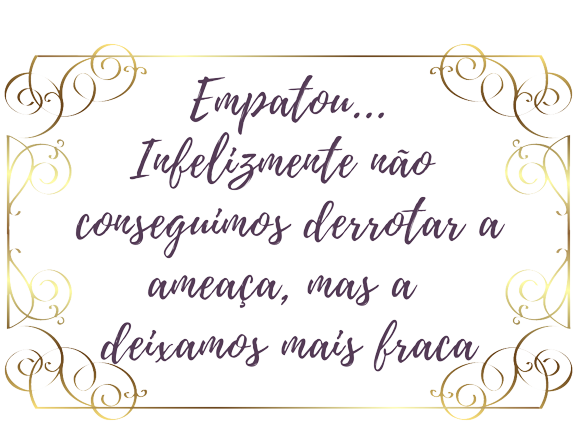 Empatou...
Infelizmente não
conseguimos derrotar a
ameaça, mas a
deixamos mais fraca